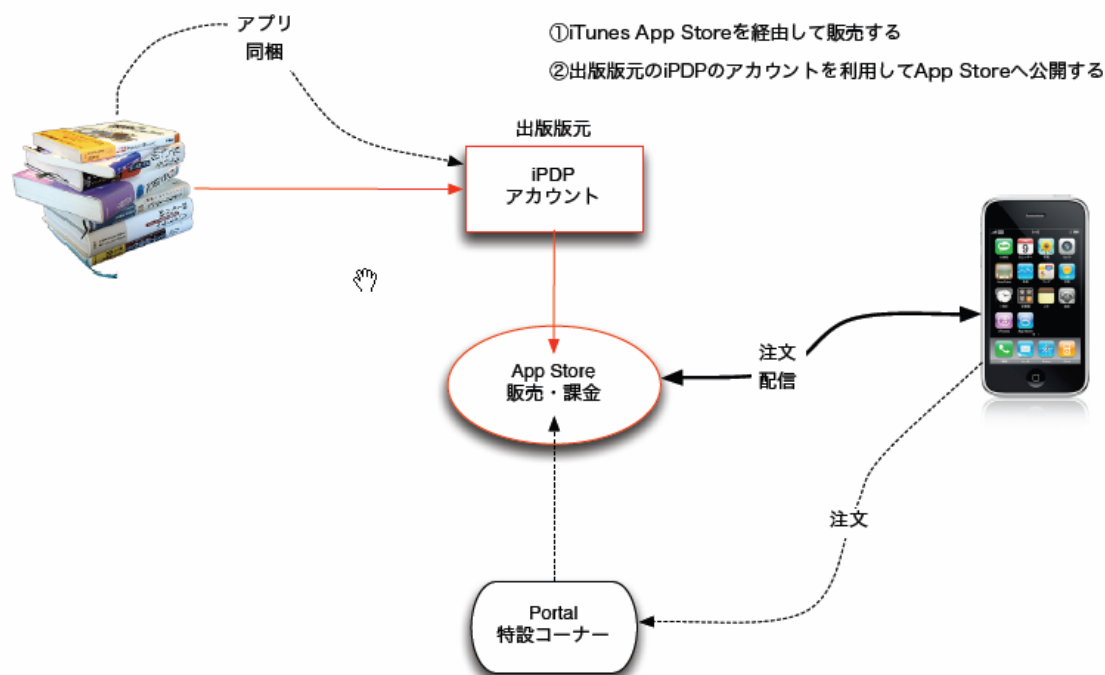 アプリ
同梱
①iTunes App Storeを経由して販売する
②出版版元のiPDPのアカウントを利用してApp Storeへ公開する
出版版元
iPDP
アカウント
App Store
販売・課金
注文
配信
注文
Portal
特設コーナー